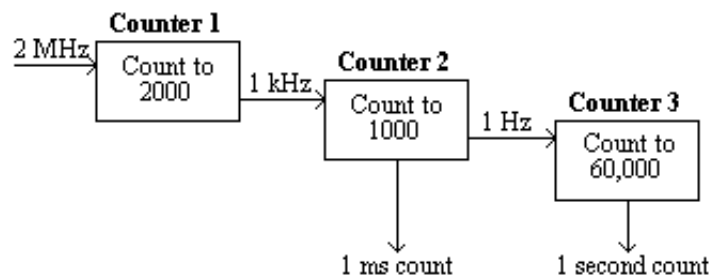 Counter 1
2 MHz
Count to
2000
1 kHz
Counter 2
Count to
1000
1 Hz
Counter 3
Count to
60,000
1 ms count
1 second count